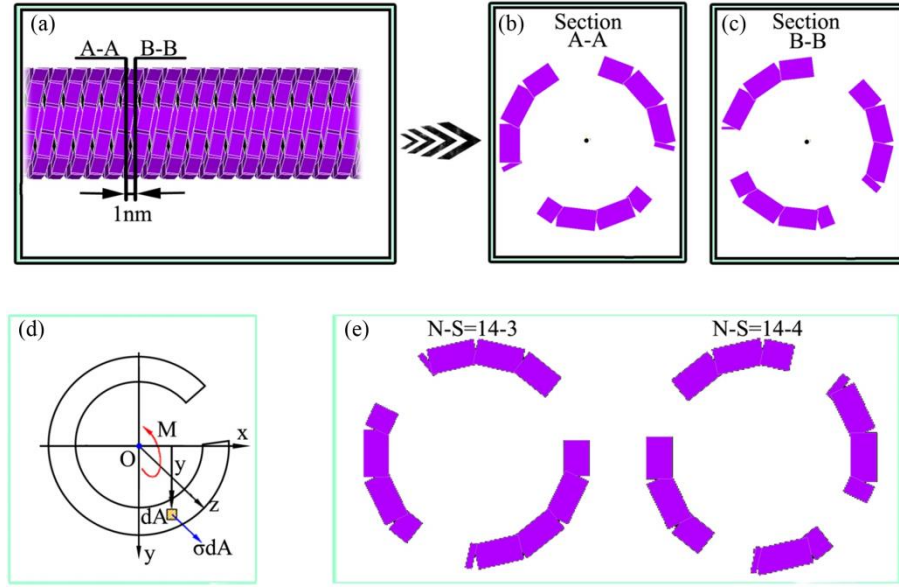 (a)
A-A B-B
1nm
(b)
Section
A-A
(c)
Section
B-B
(d)
M
x
O
y
z
dA
y
σdA
(e)
N-S=14-3
N-S=14-4